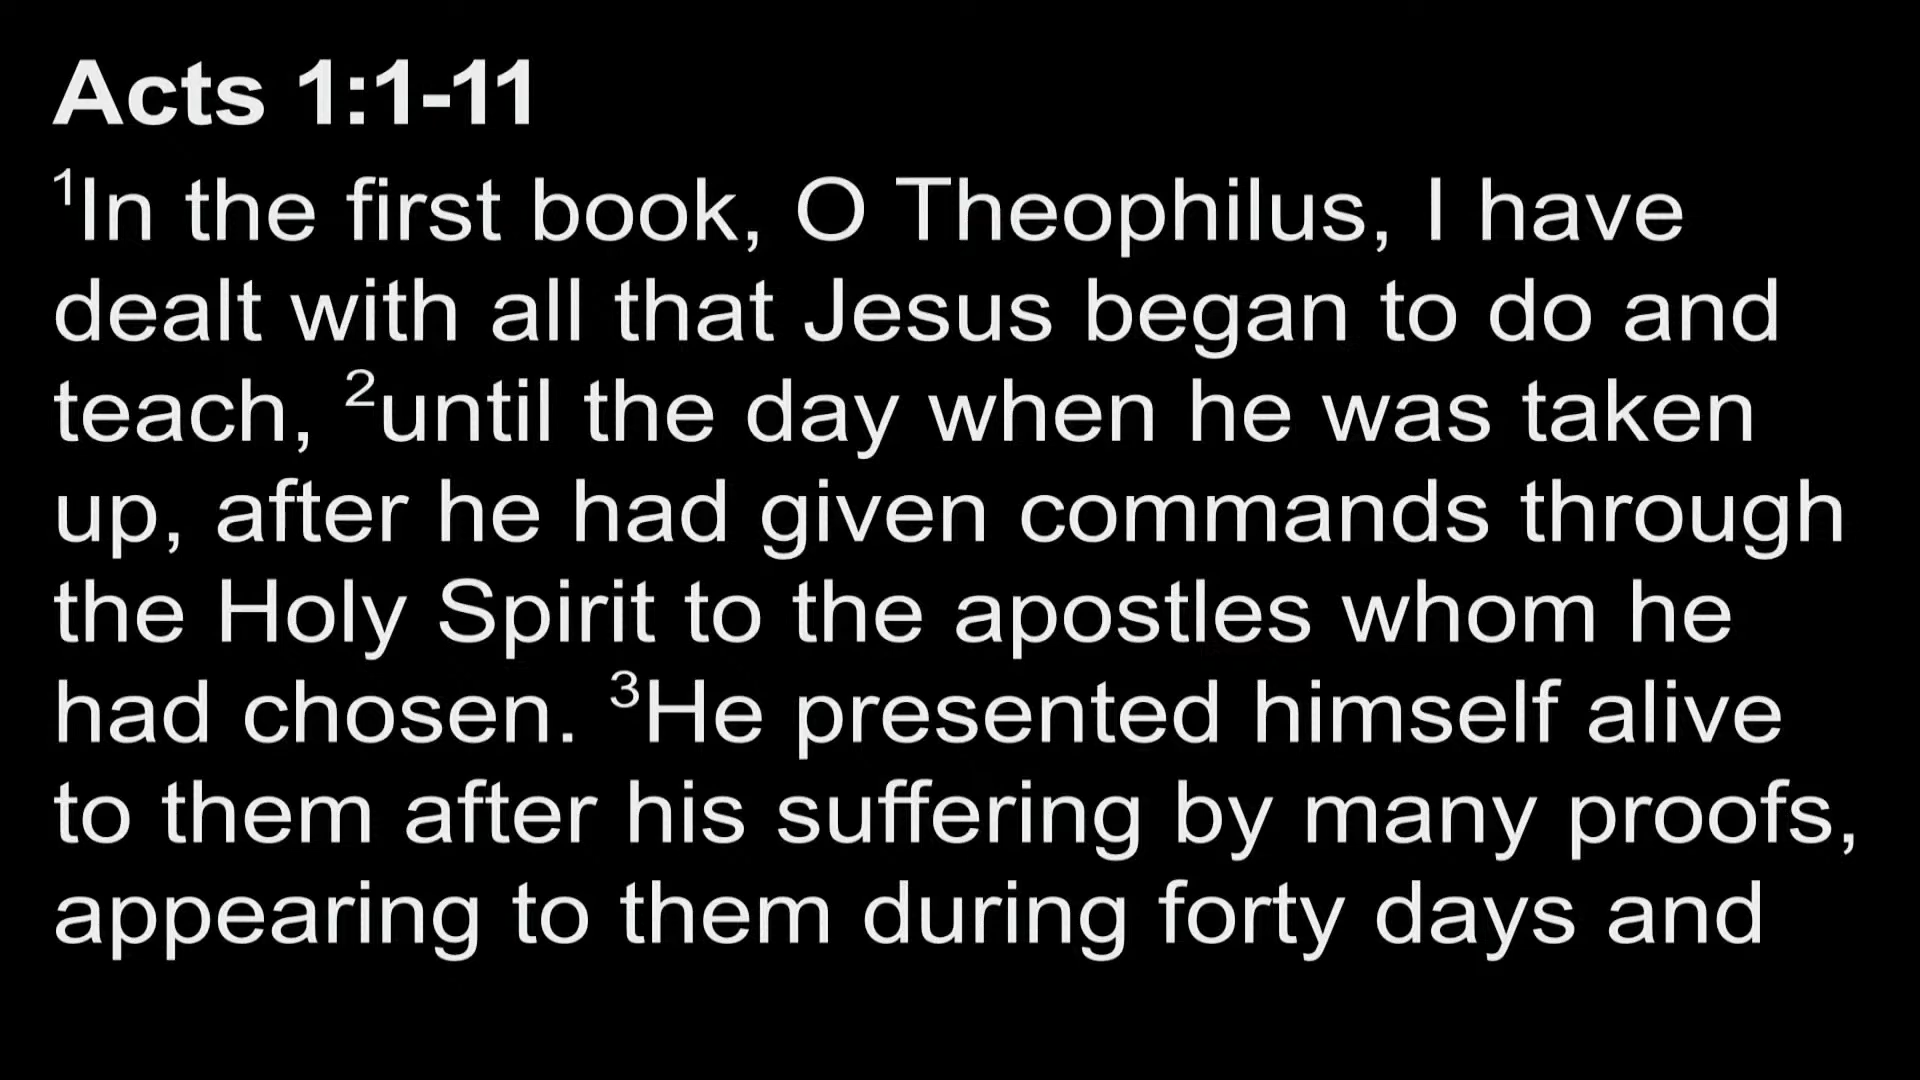 Acts 1:1-11
¹In the first book, O Theophilus, I have
dealt with all that Jesus began to do and
teach, ²until the day when he was taken
up, after he had given commands through
the Holy Spirit to the apostles whom he
had chosen. ³He presented himself alive
to them after his suffering by many proofs,
appearing to them during forty days and